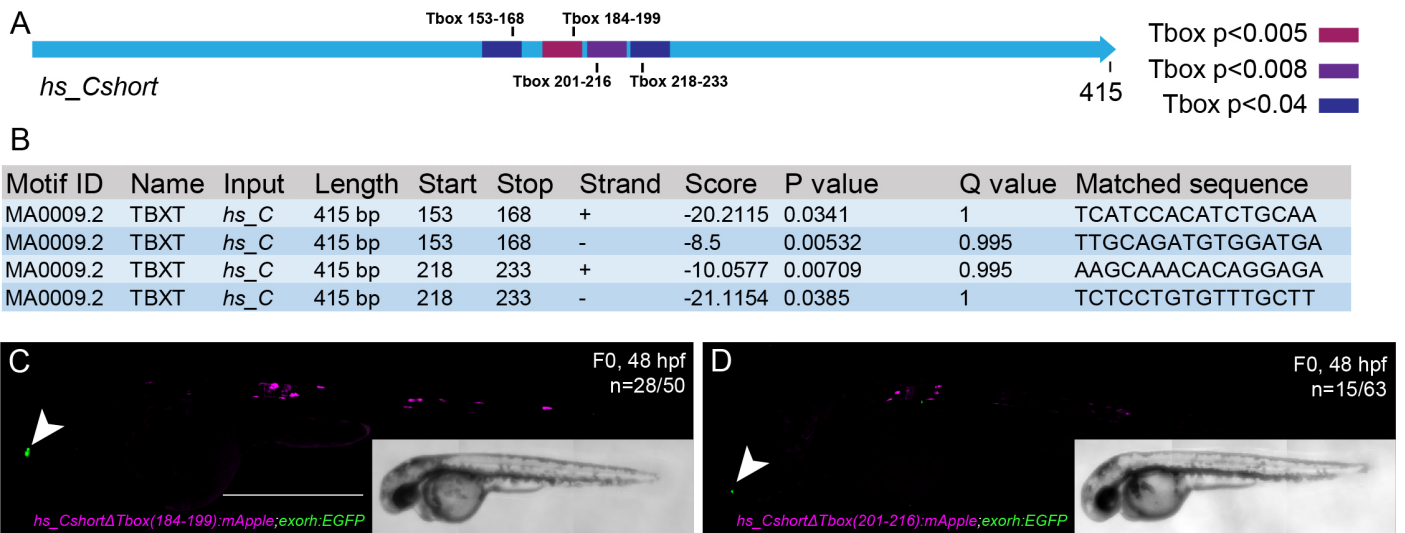 A
Tbox 153-168
Tbox 184-199
Tbox 201-216
Tbox 218-233
hs_Cshort
415
Tbox p<0.005
Tbox p<0.008
Tbox p<0.04
B
Motif ID Name Input Length Start Stop Strand Score P value Q value Matched sequence
MA0009.2 TBXT hs_C 415 bp 153 168 + -20.2115 0.0341 1 TCATCCACATCTGCAA
MA0009.2 TBXT hs_C 415 bp 153 168 - -8.5 0.00532 0.995 TTGCAGATGTGGATGA
MA0009.2 TBXT hs_C 415 bp 218 233 + -10.0577 0.00709 0.995 AAGCAAACACAGGAGA
MA0009.2 TBXT hs_C 415 bp 218 233 - -21.1154 0.0385 1 TCTCCTGTGTTTGCTT
C
F0, 48 hpf
n=28/50
hs_CshortΔTbox(184-199):mApple;exorh:EGFP
D
F0, 48 hpf
n=15/63
hs_CshortΔTbox(201-216):mApple;exorh:EGFP